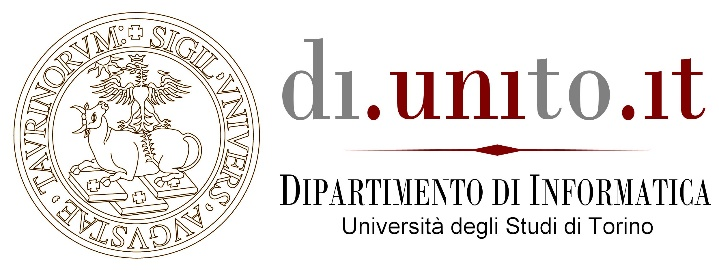 SIGIL·VNIVERS·AVGVSTAE·TAVRINORVM:
di.unito.it
DIPARTIMENTO DI INFORMATICA
Università degli Studi di Torino